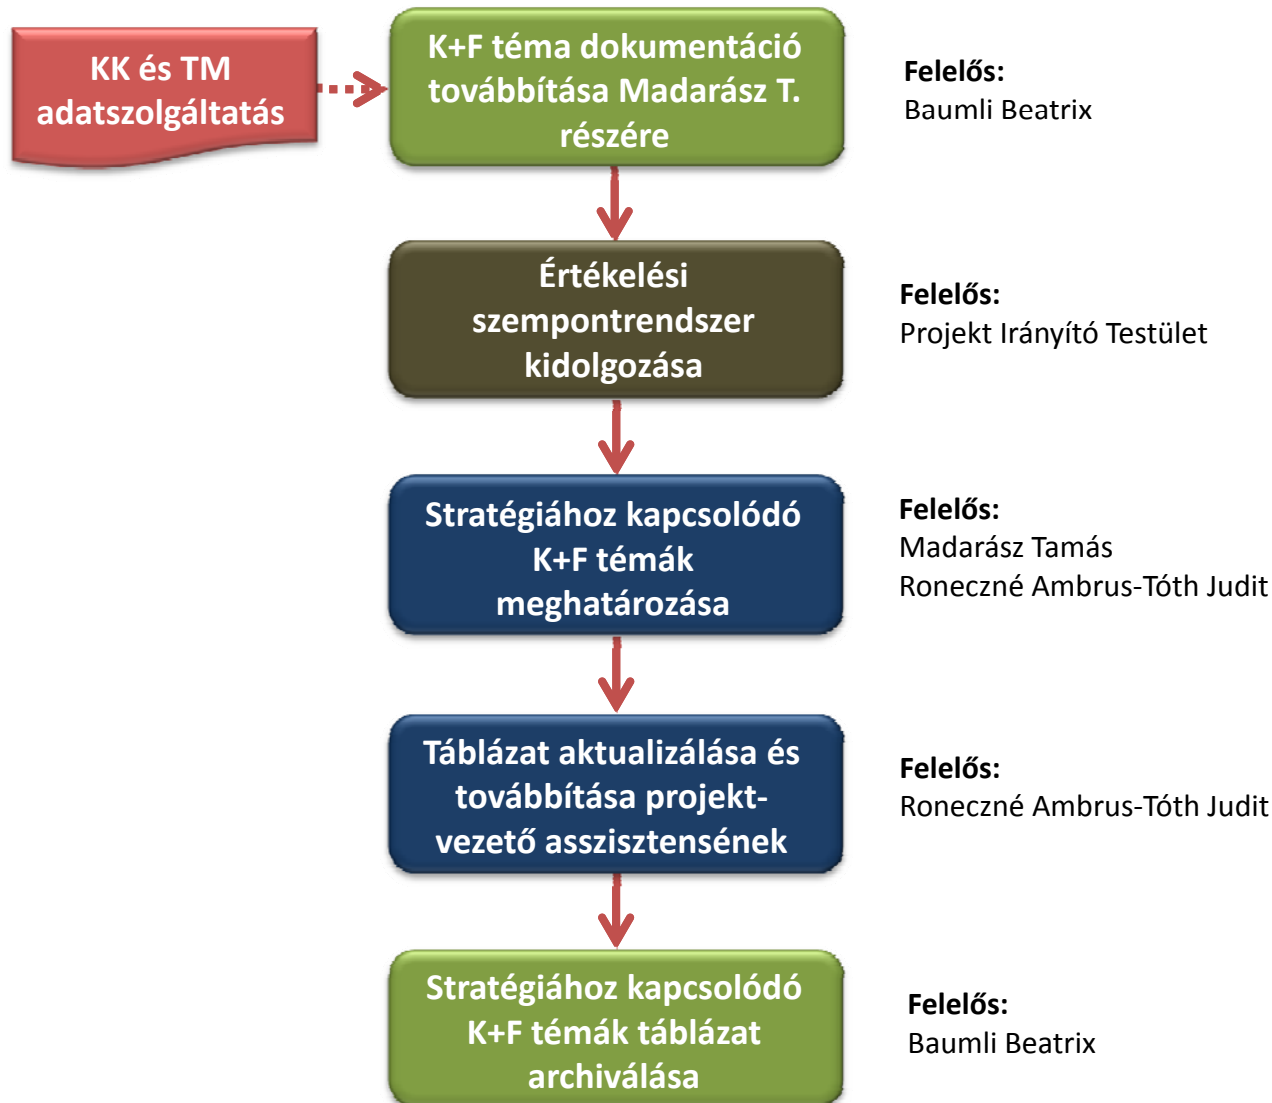 KK és TM
adatszolgáltatás
K+F téma dokumentáció
továbbítása Madarász T.
részére
Felelős:
Baumli Beatrix
Értékelési
szempontrendszer
kidolgozása
Felelős:
Projekt Irányító Testület
Stratégiához kapcsolódó
K+F témák
meghatározása
Felelős:
Madarász Tamás
Roneczné Ambrus-Tóth Judit
Táblázat aktualizálása és
továbbítása projekt-
vezető asszisztensének
Felelős:
Roneczné Ambrus-Tóth Judit
Stratégiához kapcsolódó
K+F témák táblázat
archiválása
Felelős:
Baumli Beatrix